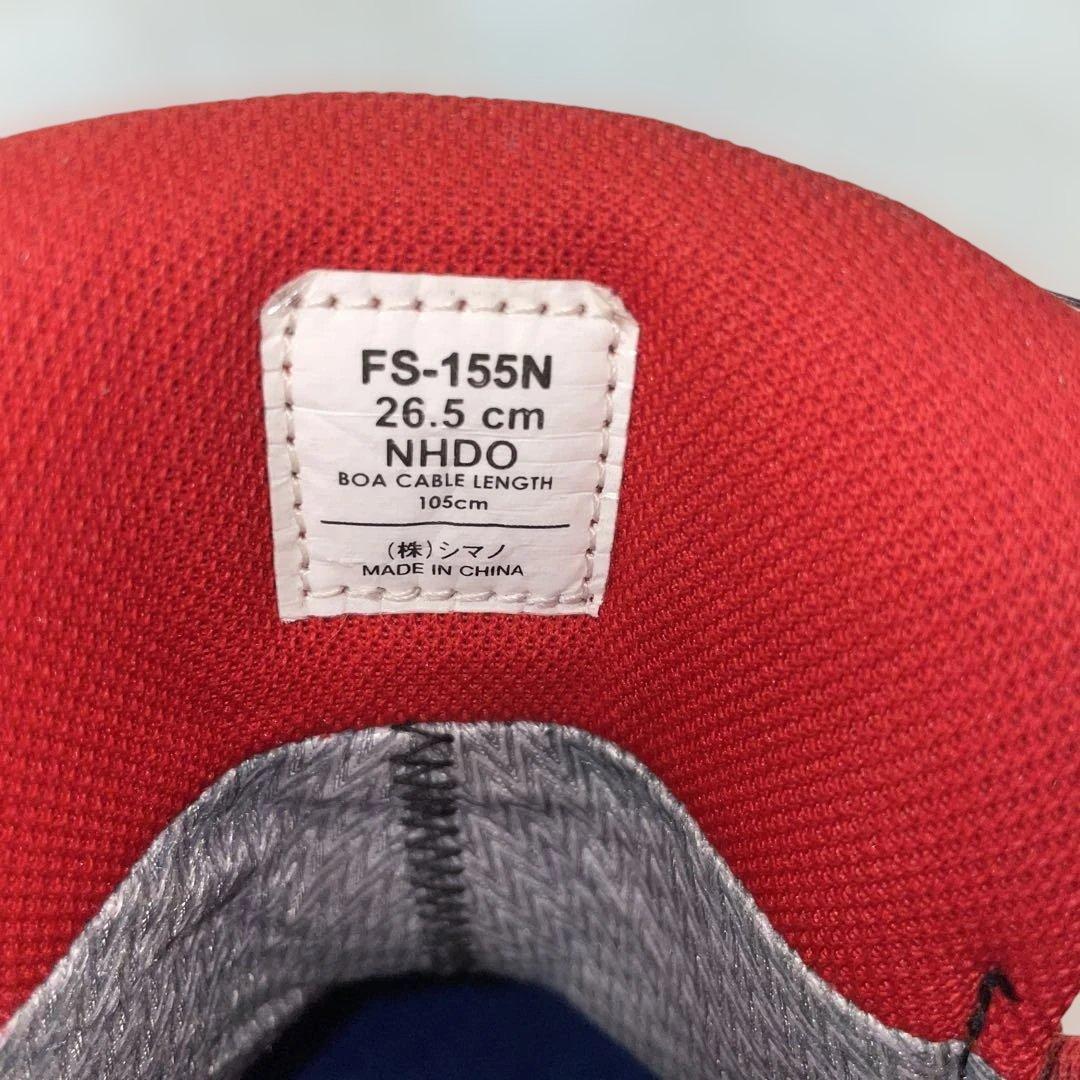 FS-155N
26.5 cm
NHDO
BOA CABLE LENGTH
105cm
(株)シマノ
MADE IN CHINA